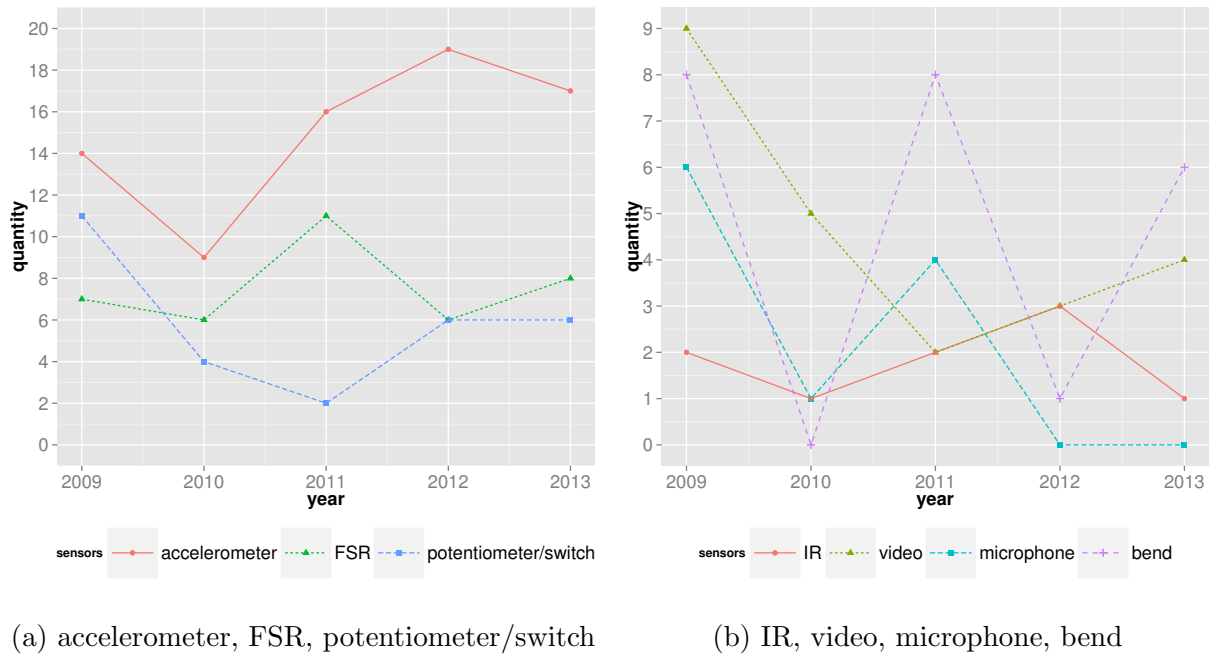 20
18
16
14
12
10
8
6
4
2
0
quantity
2009 2010 2011 2012 2013
year
sensors accelerometer FSR potentiometer/switch
(a) accelerometer, FSR, potentiometer/switch
9
8
7
6
5
4
3
2
1
0
quantity
2009 2010 2011 2012 2013
year
sensors IR video microphone bend
(b) IR, video, microphone, bend